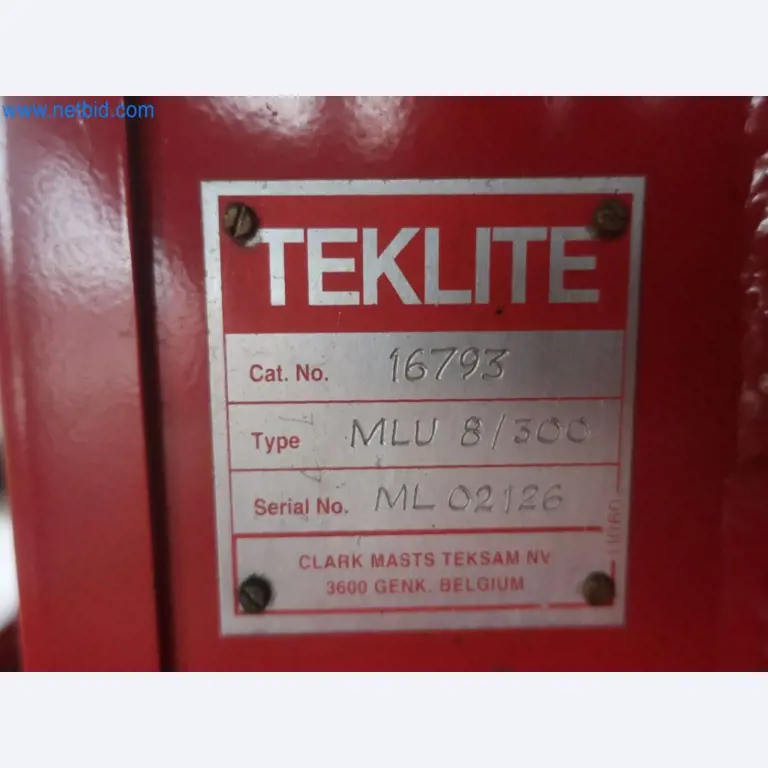 www.netbid.com
TEKLITE
Cat. No. 16793
Type MLU 8/300
Serial No. ML 02126
CLARK MASTS TEKSAM NV
3600 GENK. BELGIUM